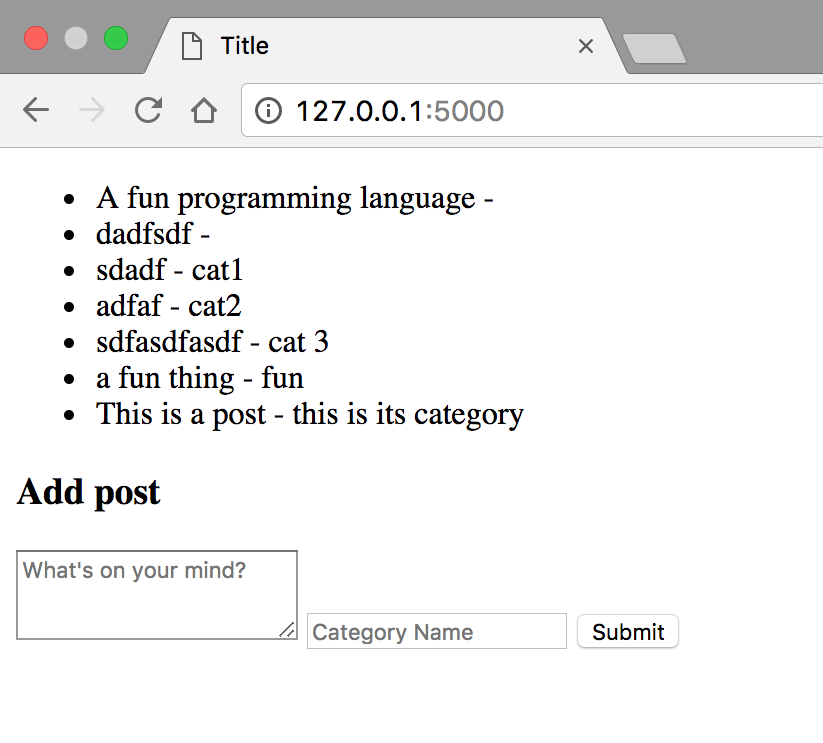 Title
127.0.0.1:5000
A fun programming language -
dadfsdf -
sdadf - cat1
adfaf - cat2
sdfasdfasdf - cat 3
a fun thing - fun
This is a post - this is its category
Add post
What's on your mind?
Category Name Submit